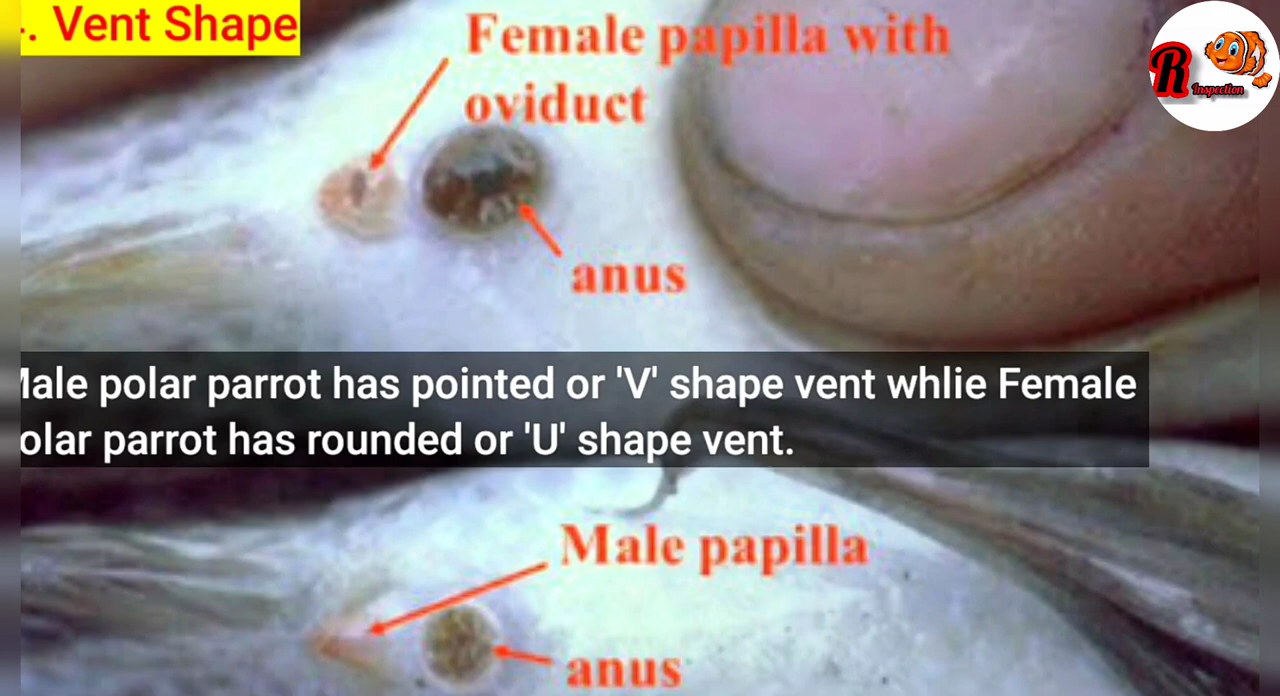 . Vent Shape
Female papilla with
oviduct
anus
Male polar parrot has pointed or 'V' shape vent whlie Female
olar parrot has rounded or 'U' shape vent.
Male papilla
anus
R
Inspection